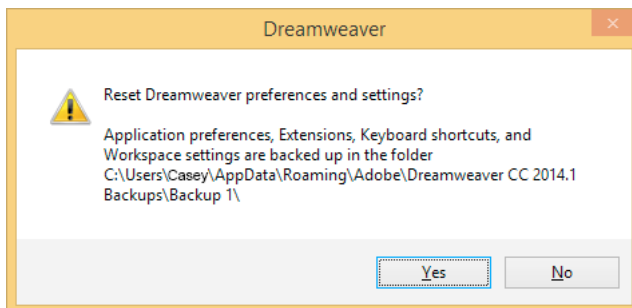 Dreamweaver
Reset Dreamweaver preferences and settings?
Application preferences, Extensions, Keyboard shortcuts, and
Workspace settings are backed up in the folder
C:\Users\Casey\AppData\Roaming\Adobe\Dreamweaver CC 2014.1
Backups\Backup 1\
Yes No